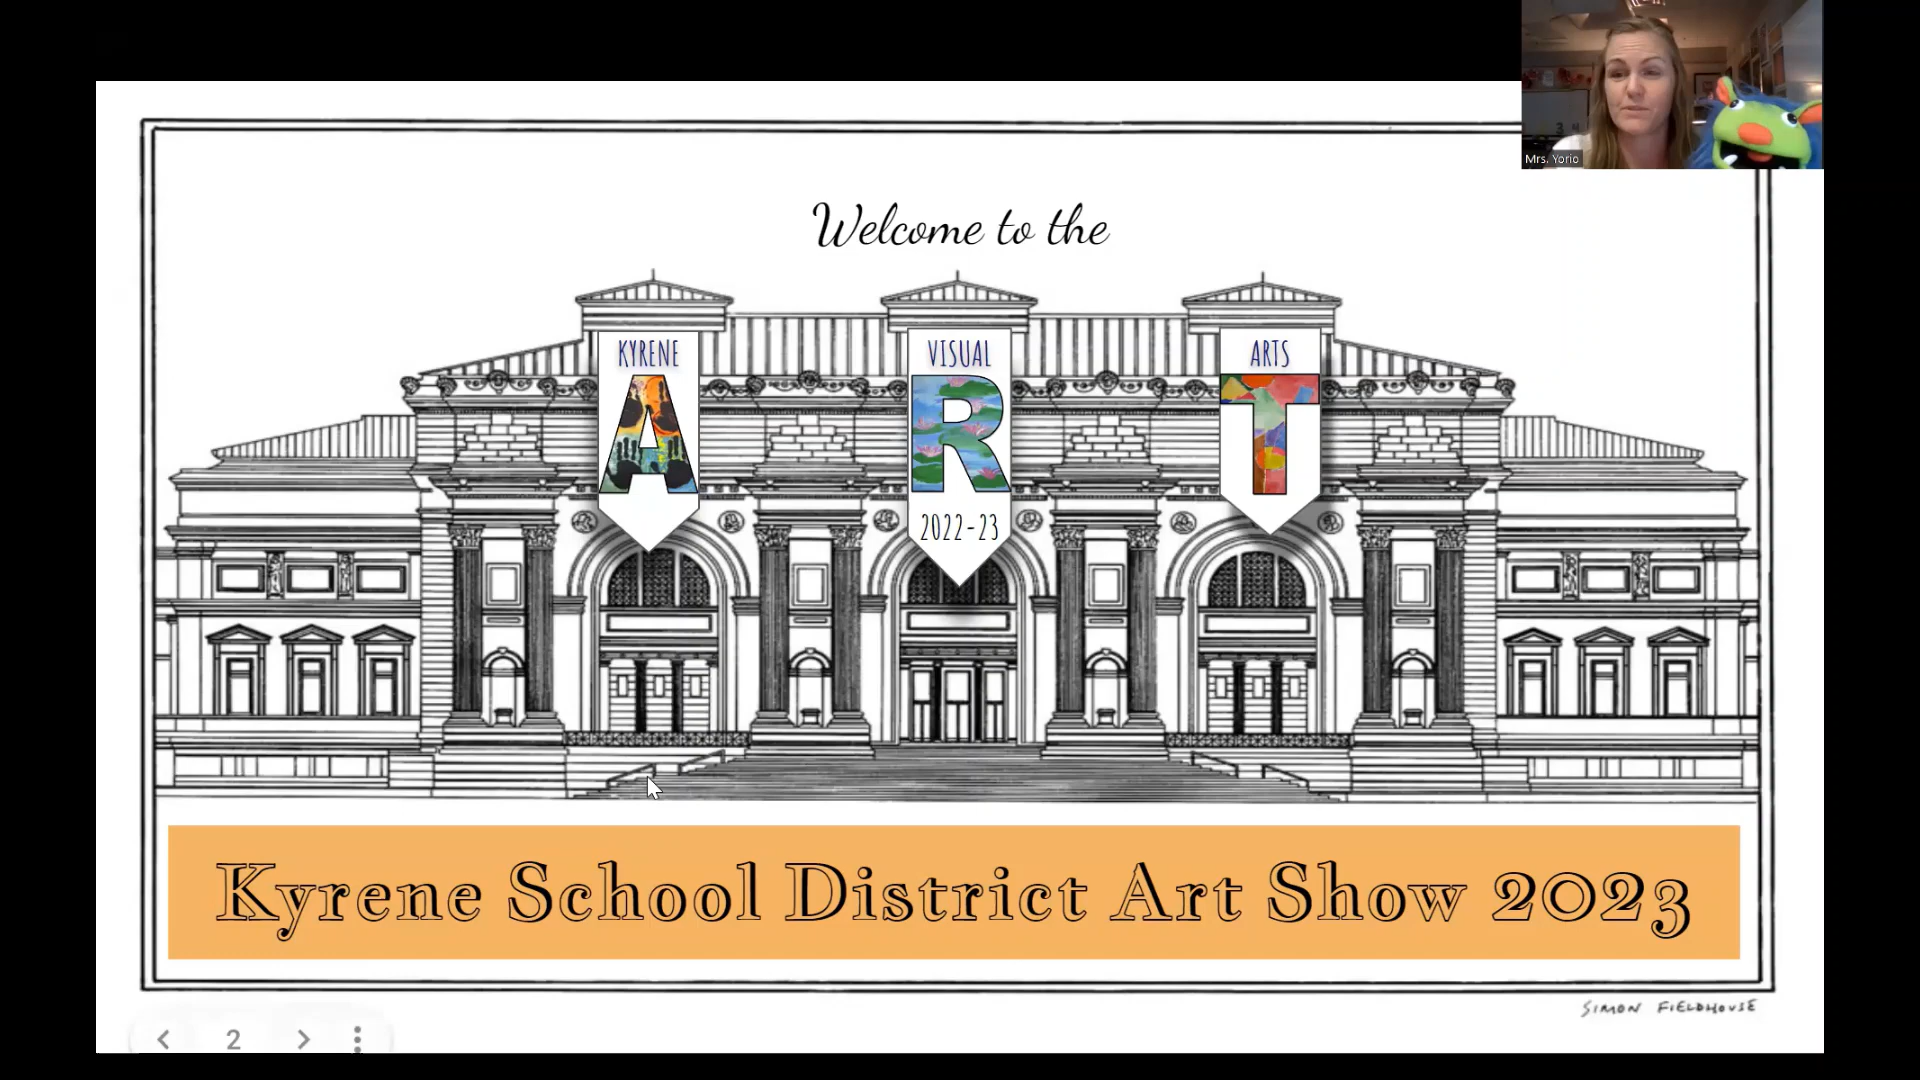 Mrs. Yorio
Welcome to the
KYRENE
VISUAL
ARTS
A
R
T
2022-23
Kyrene School District Art Show 2023
SIMON FIELDHOUSE
2